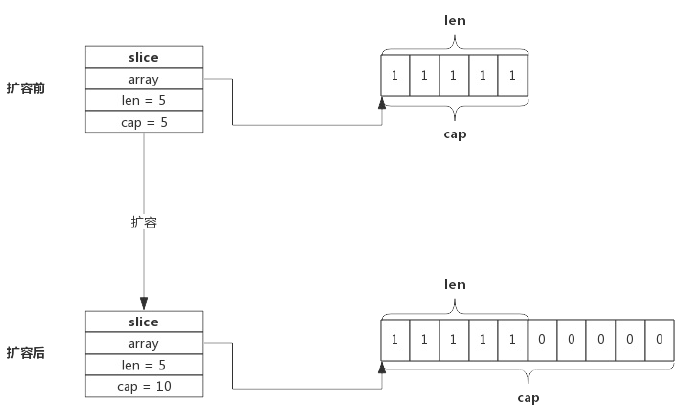 len
slice
array
len = 5
cap = 5
扩容前
1 1 1 1 1
cap
扩容
len
slice
array
len = 5
cap = 10
扩容后
1 1 1 1 1 0 0 0 0 0
cap